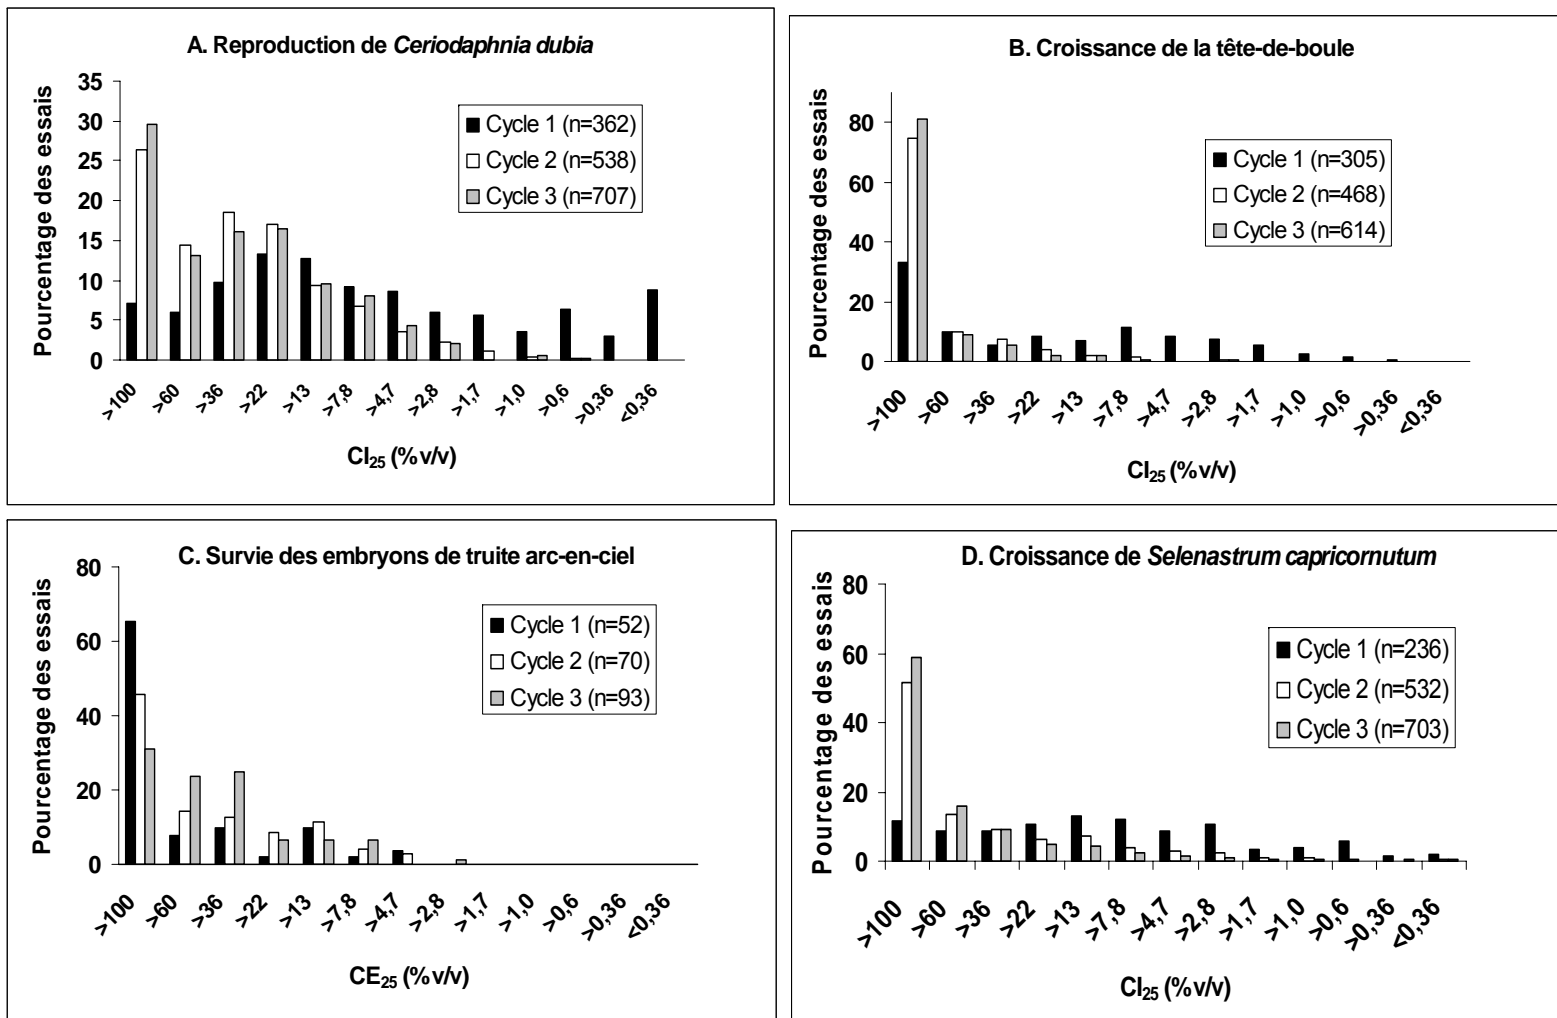 A. Reproduction de Ceriodaphnia dubia
Pourcentage des essais
35
30
25
20
15
10
5
0
Cycle 1 (n=362)
Cycle 2 (n=538)
Cycle 3 (n=707)
>100 >60 >36 >22 >13 >7,8 >4,7 >2,8 >1,7 >1,0 >0,6 >0,36 <0,36
CI25 (%v/v)
B. Croissance de la tête-de-boule
Pourcentage des essais
80
60
40
20
0
Cycle 1 (n=305)
Cycle 2 (n=468)
Cycle 3 (n=614)
>100 >60 >36 >22 >13 >7,8 >4,7 >2,8 >1,7 >1,0 >0,6 >0,36 <0,36
CI25 (%v/v)
C. Survie des embryons de truite arc-en-ciel
Pourcentage des essais
80
60
40
20
0
Cycle 1 (n=52)
Cycle 2 (n=70)
Cycle 3 (n=93)
>100 >60 >36 >22 >13 >7,8 >4,7 >2,8 >1,7 >1,0 >0,6 >0,36 <0,36
CE25 (%v/v)
D. Croissance de Selenastrum capricornutum
Pourcentage des essais
80
60
40
20
0
Cycle 1 (n=236)
Cycle 2 (n=532)
Cycle 3 (n=703)
>100 >60 >36 >22 >13 >7,8 >4,7 >2,8 >1,7 >1,0 >0,6 >0,36 <0,36
CI25 (%v/v)